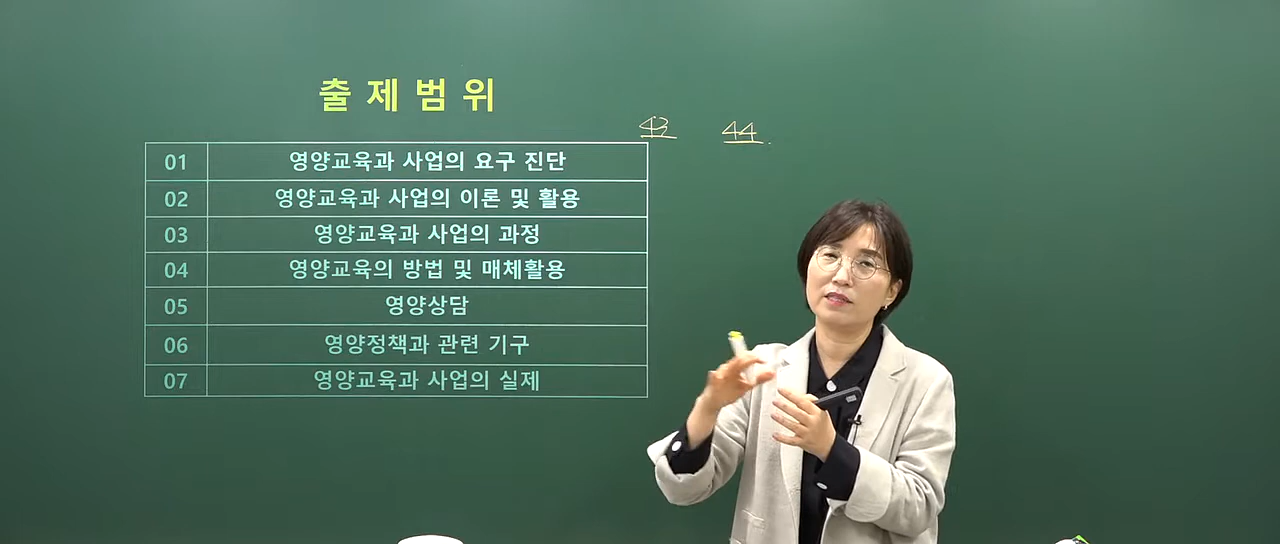 출제범위
43 44
01 영양교육과 사업의 요구 진단
02 영양교육과 사업의 이론 및 활용
03 영양교육과 사업의 과정
04 영양교육의 방법 및 매체활용
05 영양상담
06 영양정책과 관련 기구
07 영양교육과 사업의 실제